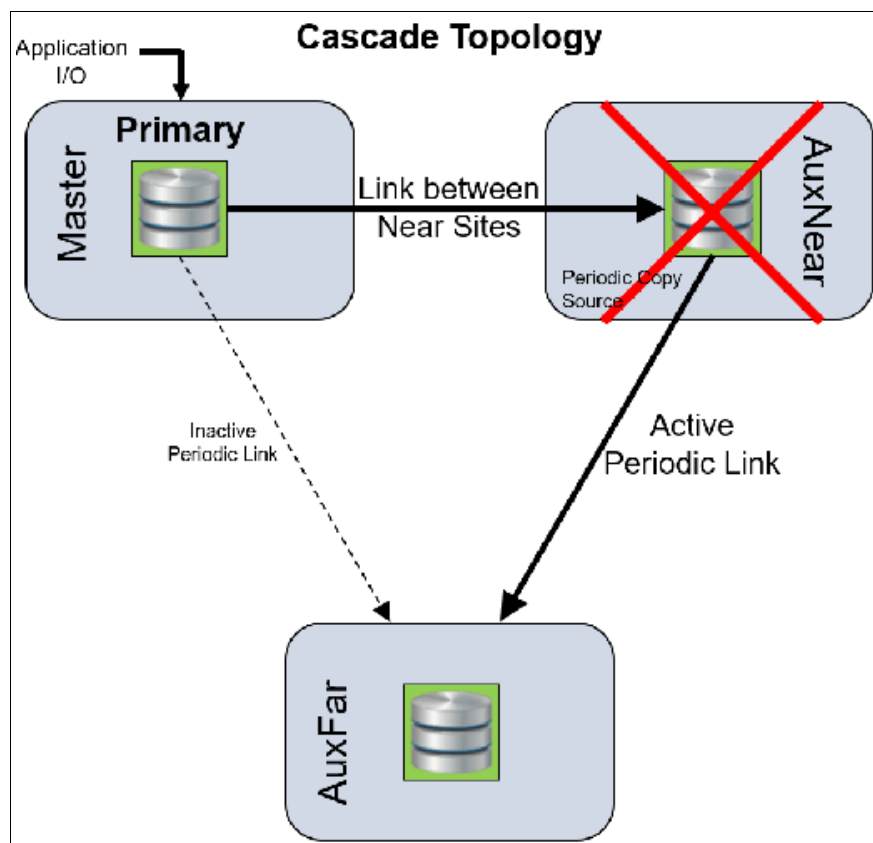 Cascade Topology
Application
I/O
Primary
Master
Link between
Near Sites
AuxNear
Periodic Copy
Source
Inactive
Periodic Link
Active
Periodic Link
AuxFar